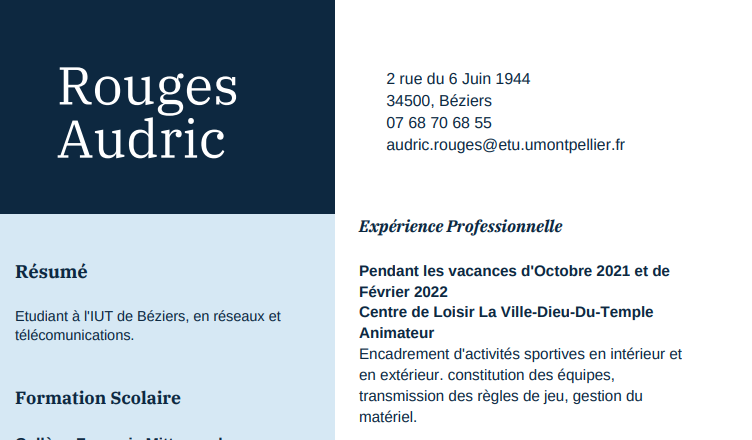 Rouges
Audric
2 rue du 6 Juin 1944
34500, Béziers
07 68 70 68 55
audric.rouges@etu.umontpellier.fr
Résumé
Etudiant à l'IUT de Béziers, en réseaux et
télécomunications.
Formation Scolaire
Expérience Professionnelle
Pendant les vacances d'Octobre 2021 et de
Février 2022
Centre de Loisir La Ville-Dieu-Du-Temple
Animateur
Encadrement d'activités sportives en intérieur et
en extérieur. constitution des équipes,
transmission des règles de jeu, gestion du
matériel.